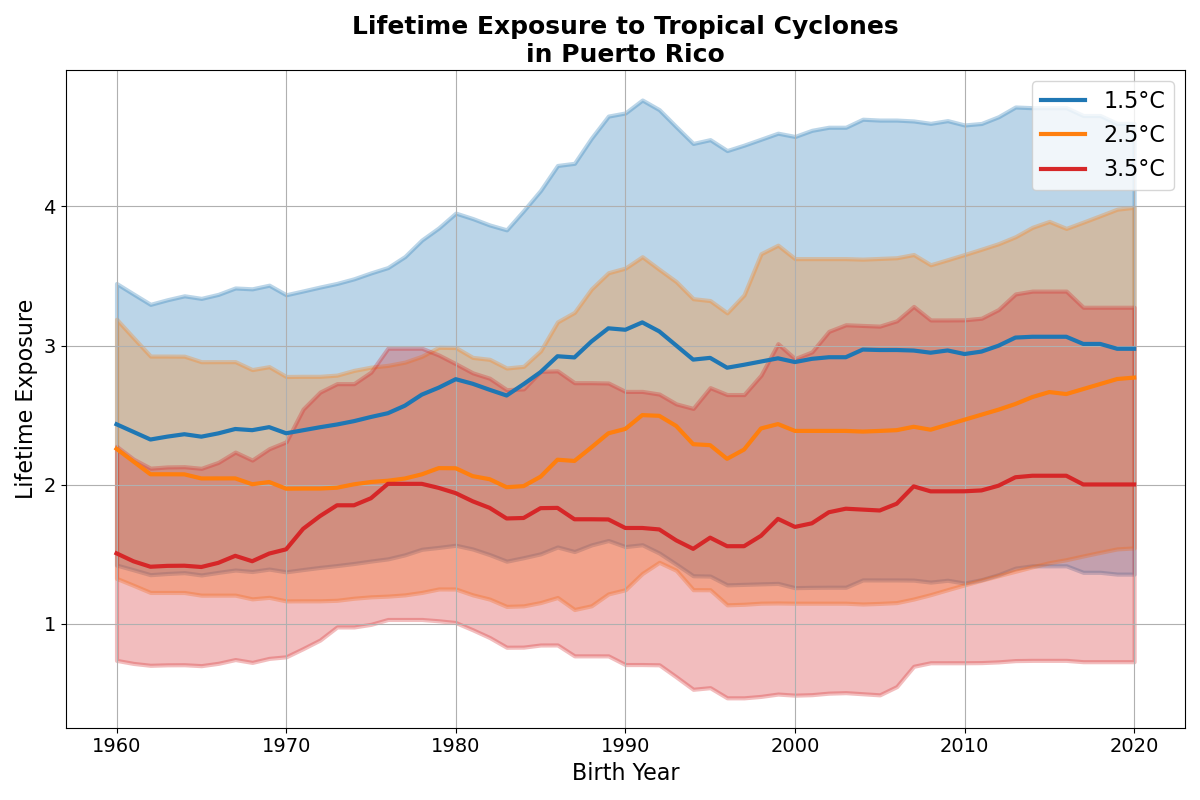 Lifetime Exposure to Tropical Cyclones
in Puerto Rico
1.5°C
2.5°C
3.5°C
Lifetime Exposure
4
3
2
1
1960 1970 1980 1990 2000 2010 2020
Birth Year